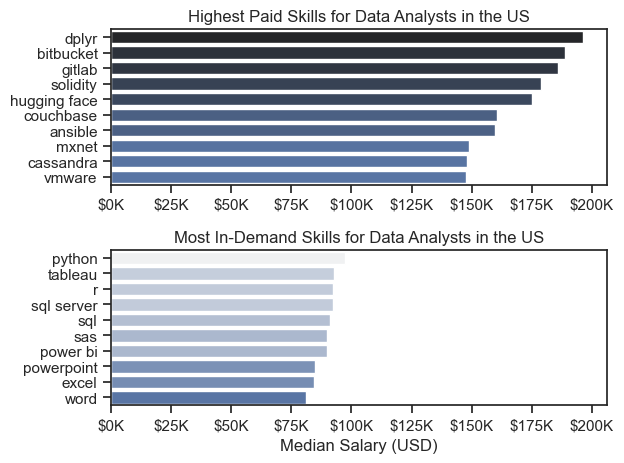 Highest Paid Skills for Data Analysts in the US
dplyr
bitbucket
gitlab
solidity
hugging face
couchbase
ansible
mxnet
cassandra
vmware
$0K $25K $50K $75K $100K $125K $150K $175K $200K
Most In-Demand Skills for Data Analysts in the US
python
tableau
r
sql server
sql
sas
power bi
powerpoint
excel
word
$0K $25K $50K $75K $100K $125K $150K $175K $200K
Median Salary (USD)